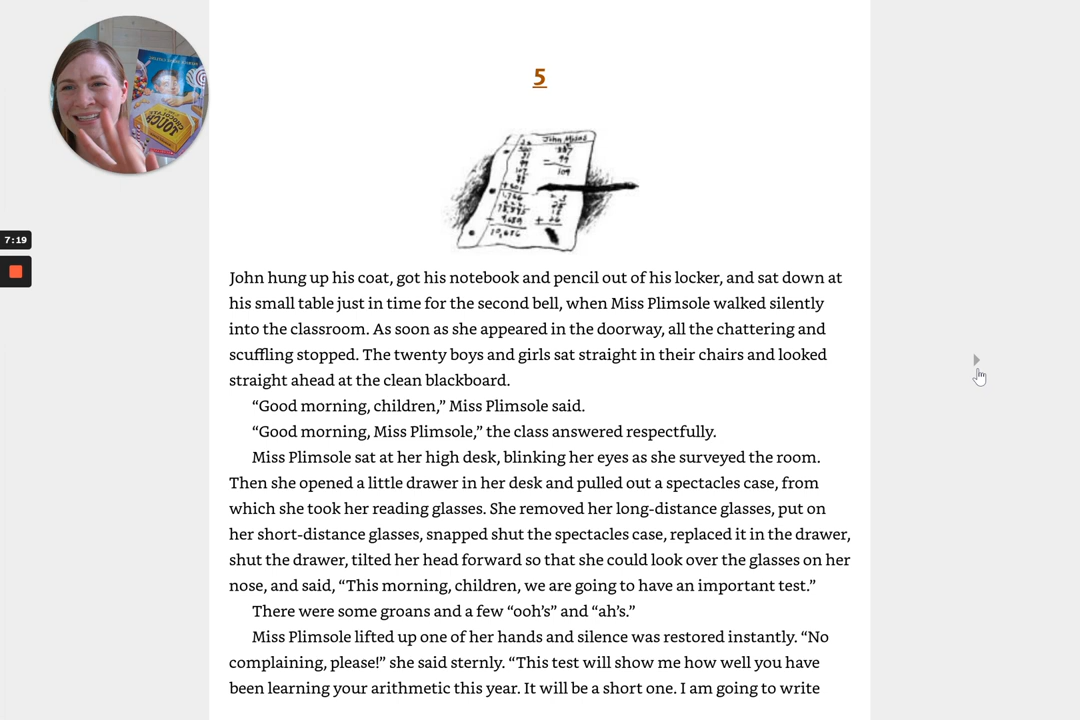 7:19
CHOCOLATE
TOUCH
5
John Midas
John hung up his coat, got his notebook and pencil out of his locker, and sat down at
his small table just in time for the second bell, when Miss Plimsole walked silently
into the classroom. As soon as she appeared in the doorway, all the chattering and
scuffling stopped. The twenty boys and girls sat straight in their chairs and looked
straight ahead at the clean blackboard.
“Good morning, children,” Miss Plimsole said.
“Good morning, Miss Plimsole,” the class answered respectfully.
Miss Plimsole sat at her high desk, blinking her eyes as she surveyed the room.
Then she opened a little drawer in her desk and pulled out a spectacles case, from
which she took her reading glasses. She removed her long-distance glasses, put on
her short-distance glasses, snapped shut the spectacles case, replaced it in the drawer,
shut the drawer, tilted her head forward so that she could look over the glasses on her
nose, and said, “This morning, children, we are going to have an important test.”
There were some groans and a few “ooh’s” and “ah’s.”
Miss Plimsole lifted up one of her hands and silence was restored instantly. “No
complaining, please!” she said sternly. “This test will show me how well you have
been learning your arithmetic this year. It will be a short one. I am going to write